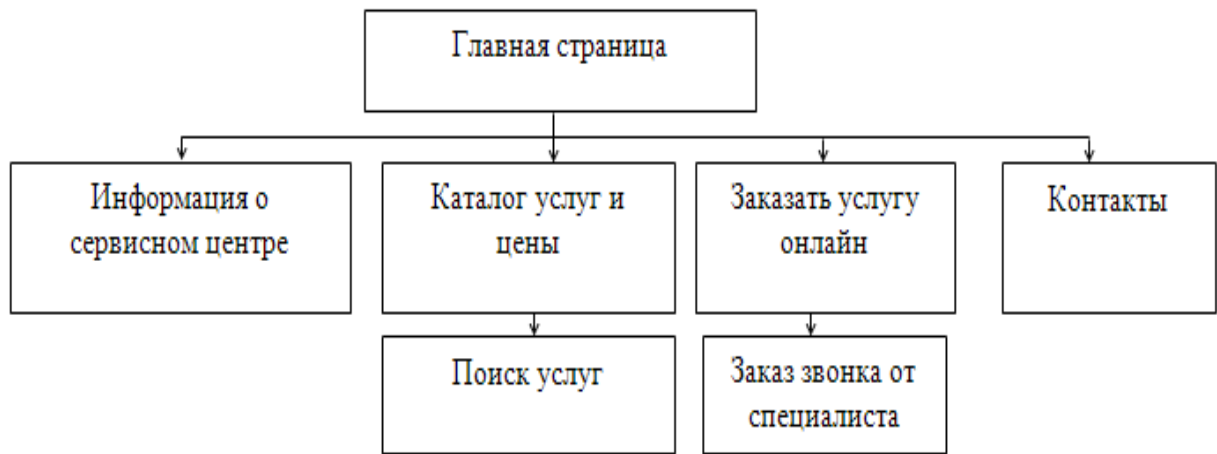 Главная страница
Информация о
сервисном центре
Каталог услуг и
цены
Заказать услугу
онлайн
Контакты
Поиск услуг
Заказ звонка от
специалиста